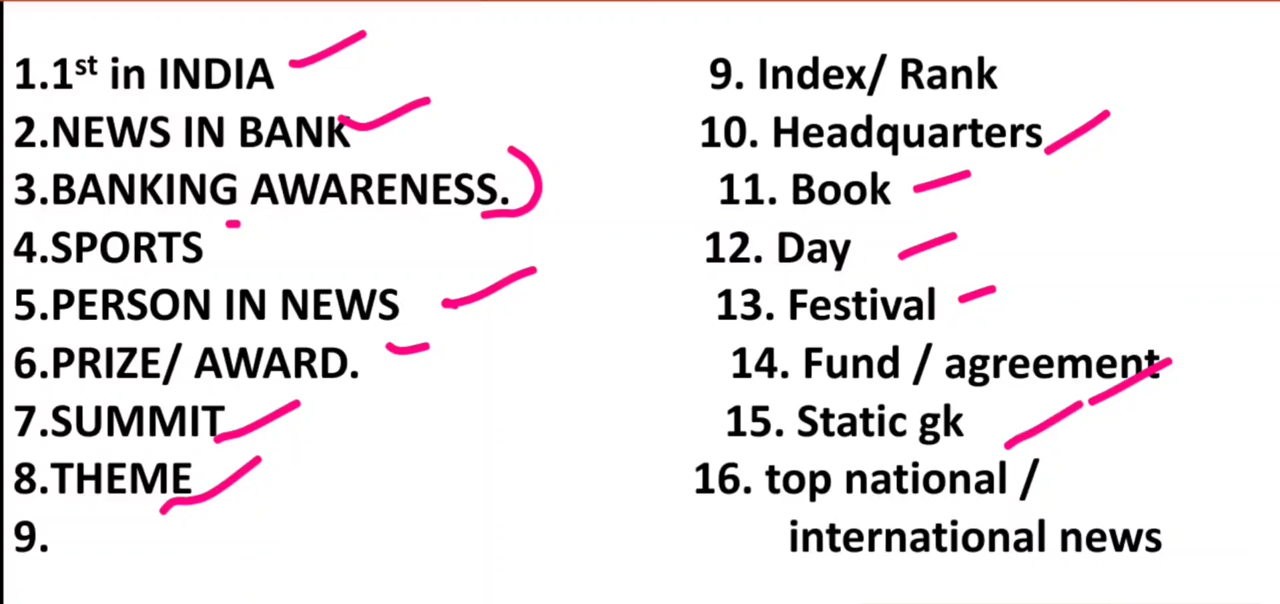 1.1st in INDIA
2.NEWS IN BANK
3.BANKING AWARENESS.
4.SPORTS
5.PERSON IN NEWS
6.PRIZE/ AWARD.
7.SUMMIT
8.THEME
9.
9. Index/ Rank
10. Headquarters
11. Book
12. Day
13. Festival
14. Fund / agreement
15. Static gk
16. top national /
international news